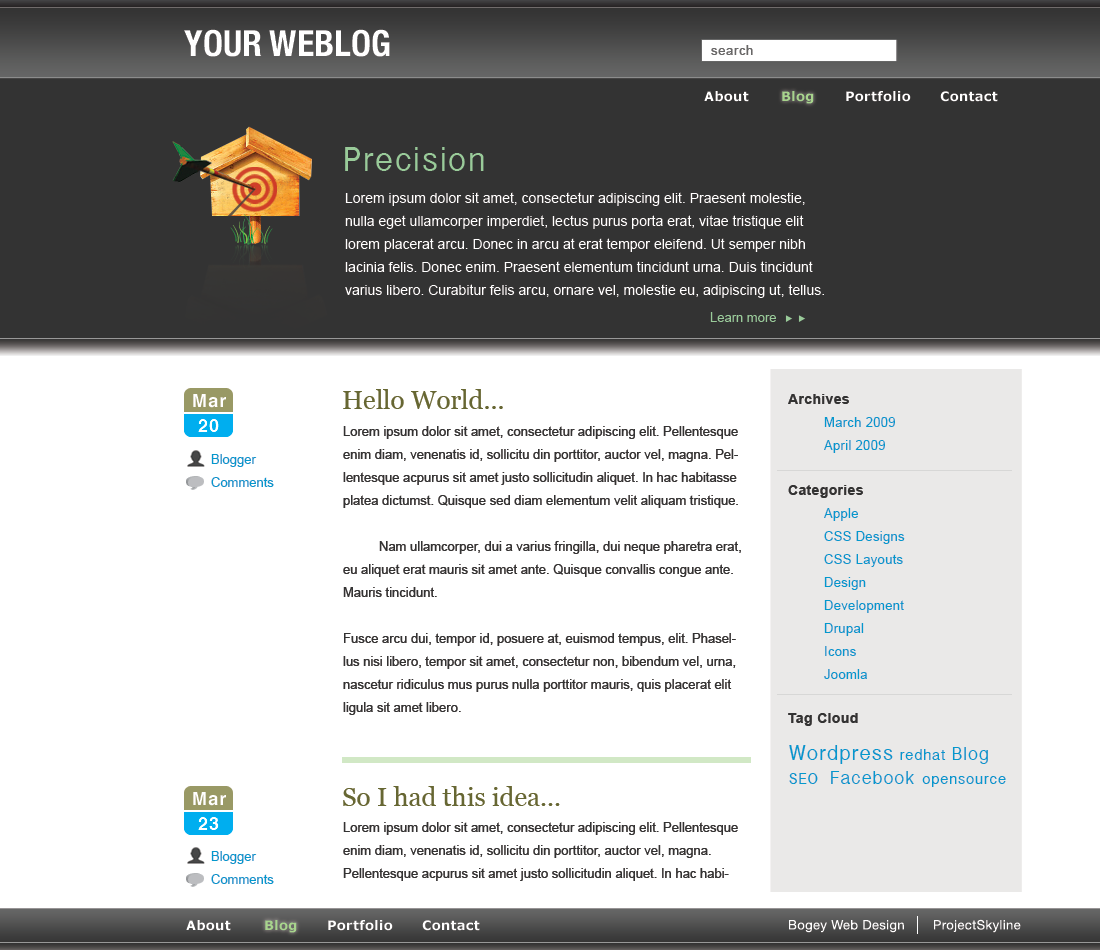 YOUR WEBLOG
search
About Blog Portfolio Contact
Precision
Lorem ipsum dolor sit amet, consectetur adipiscing elit. Praesent molestie,
nulla eget ullamcorper imperdiet, lectus purus porta erat, vitae tristique elit
lorem placerat arcu. Donec in arcu at erat tempor eleifend. Ut semper nibh
lacinia felis. Donec enim. Praesent elementum tincidunt urna. Duis tincidunt
varius libero. Curabitur felis arcu, ornare vel, molestie eu, adipiscing ut, tellus.
Learn more ► ►
Mar
20
Blogger
Comments
Hello World...
Lorem ipsum dolor sit amet, consectetur adipiscing elit. Pellentesque
enim diam, venenatis id, sollicitu din porttitor, auctor vel, magna. Pel-
lentesque acpurus sit amet justo sollicitudin aliquet. In hac habitasse
platea dictumst. Quisque sed diam elementum velit aliquam tristique.
Nam ullamcorper, dui a varius fringilla, dui neque pharetra erat,
eu aliquet erat mauris sit amet ante. Quisque convallis congue ante.
Mauris tincidunt.
Fusce arcu dui, tempor id, posuere at, euismod tempus, elit. Phasel-
lus nisi libero, tempor sit amet, consectetur non, bibendum vel, urna,
nascetur ridiculus mus purus nulla porttitor mauris, quis placerat elit
ligula sit amet libero.
Mar
23
Blogger
Comments
So I had this idea...
Lorem ipsum dolor sit amet, consectetur adipiscing elit. Pellentesque
enim diam, venenatis id, sollicitu din porttitor, auctor vel, magna.
Pellentesque acpurus sit amet justo sollicitudin aliquet. In hac habi-
Archives
March 2009
April 2009
Categories
Apple
CSS Designs
CSS Layouts
Design
Development
Drupal
Icons
Joomla
Tag Cloud
Wordpress redhat Blog
SEO Facebook opensource
About Blog Portfolio Contact
Bogey Web Design | ProjectSkyline